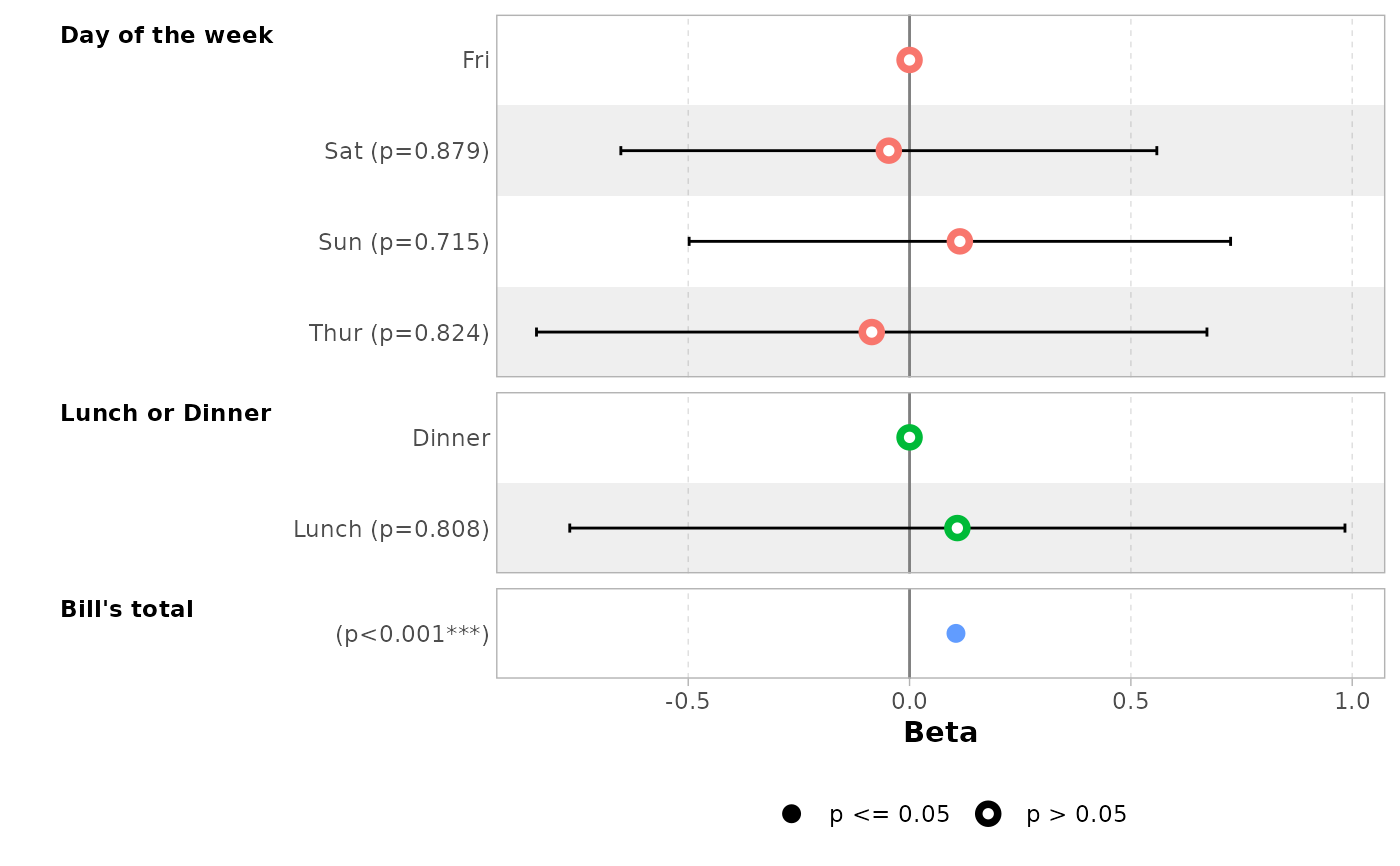 Day of the week
Fri
Sat (p=0.879)
Sun (p=0.715)
Thur (p=0.824)
Lunch or Dinner
Dinner
Lunch (p=0.808)
Bill's total
(p<0.001***)
-0.5 0.0 0.5 1.0
Beta
p <= 0.05 p > 0.05